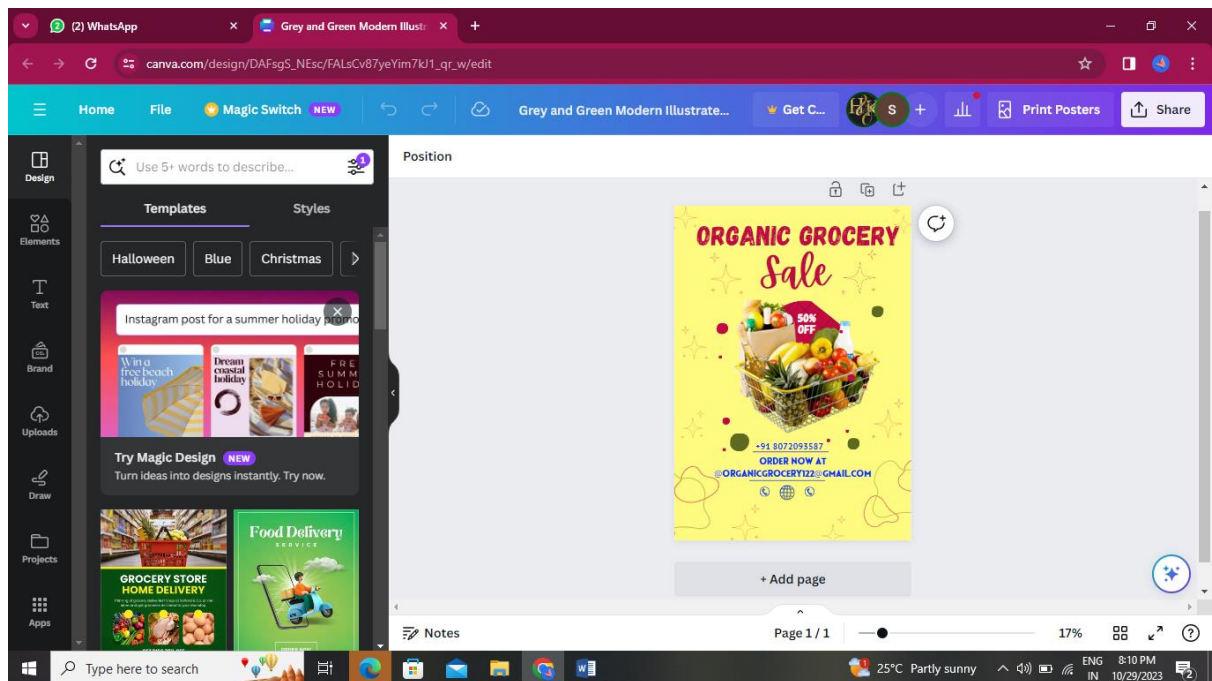 (2) WhatsApp
Grey and Green Modern Illustr
canva.com/design/DAFsgS_NEsc/FALsCv87yeYim7kJ1_qr_w/edit
Home File Magic Switch NEW Grey and Green Modern Illustrate... Get C... S Print Posters Share
Design
Elements
Text
Brand
Uploads
Draw
Projects
Apps
Use 5+ words to describe... 1
Templates Styles
Halloween Blue Christmas
Instagram post for a summer holiday promo
Win a
free beach
holiday
Dream
coastal
holiday
FRE
SUMM
HOLID
Try Magic Design NEW
Turn ideas into designs instantly. Try now.
GROCERY STORE
HOME DELIVERY
Food Delivery
SERVICE
Position
ORGANIC GROCERY
Sale
50%
OFF
+91 8072093587
ORDER NOW AT
@ORGANICGROCERY122@GMAIL.COM
+ Add page
Notes Page 1 / 1 17%
Type here to search 25°C Partly sunny ENG 8:10 PM
IN 10/29/2023 2